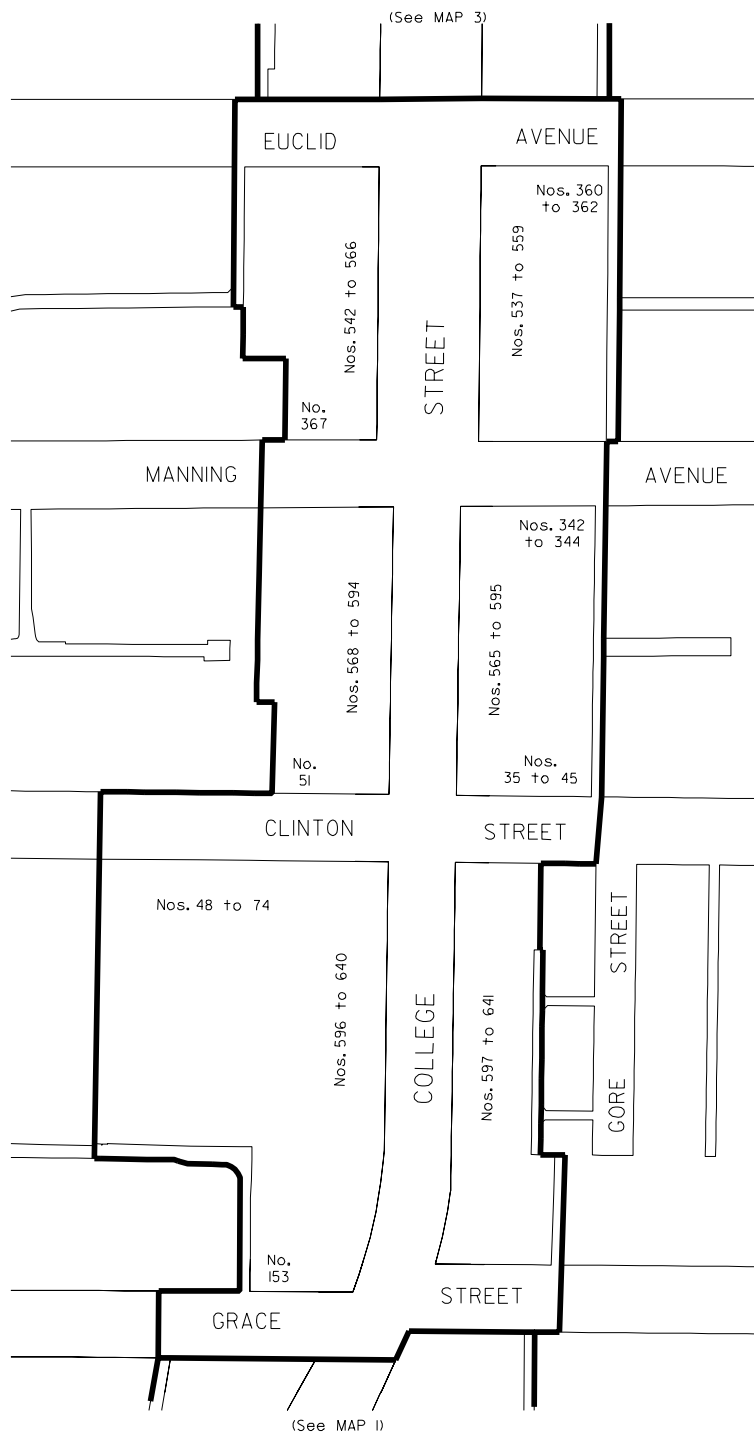 (See MAP 3)
EUCLID AVENUE
Nos. 360
to 362
Nos. 542 to 566
Nos. 537 to 559
STREET
No.
367
MANNING
AVENUE
Nos. 342
to 344
Nos. 568 to 594
Nos. 565 to 595
No.
51
Nos.
35 to 45
CLINTON STREET
Nos. 48 to 74
STREET
Nos. 596 to 640
COLLEGE
Nos. 597 to 641
GORE
No.
153
GRACE STREET
(See MAP 1)